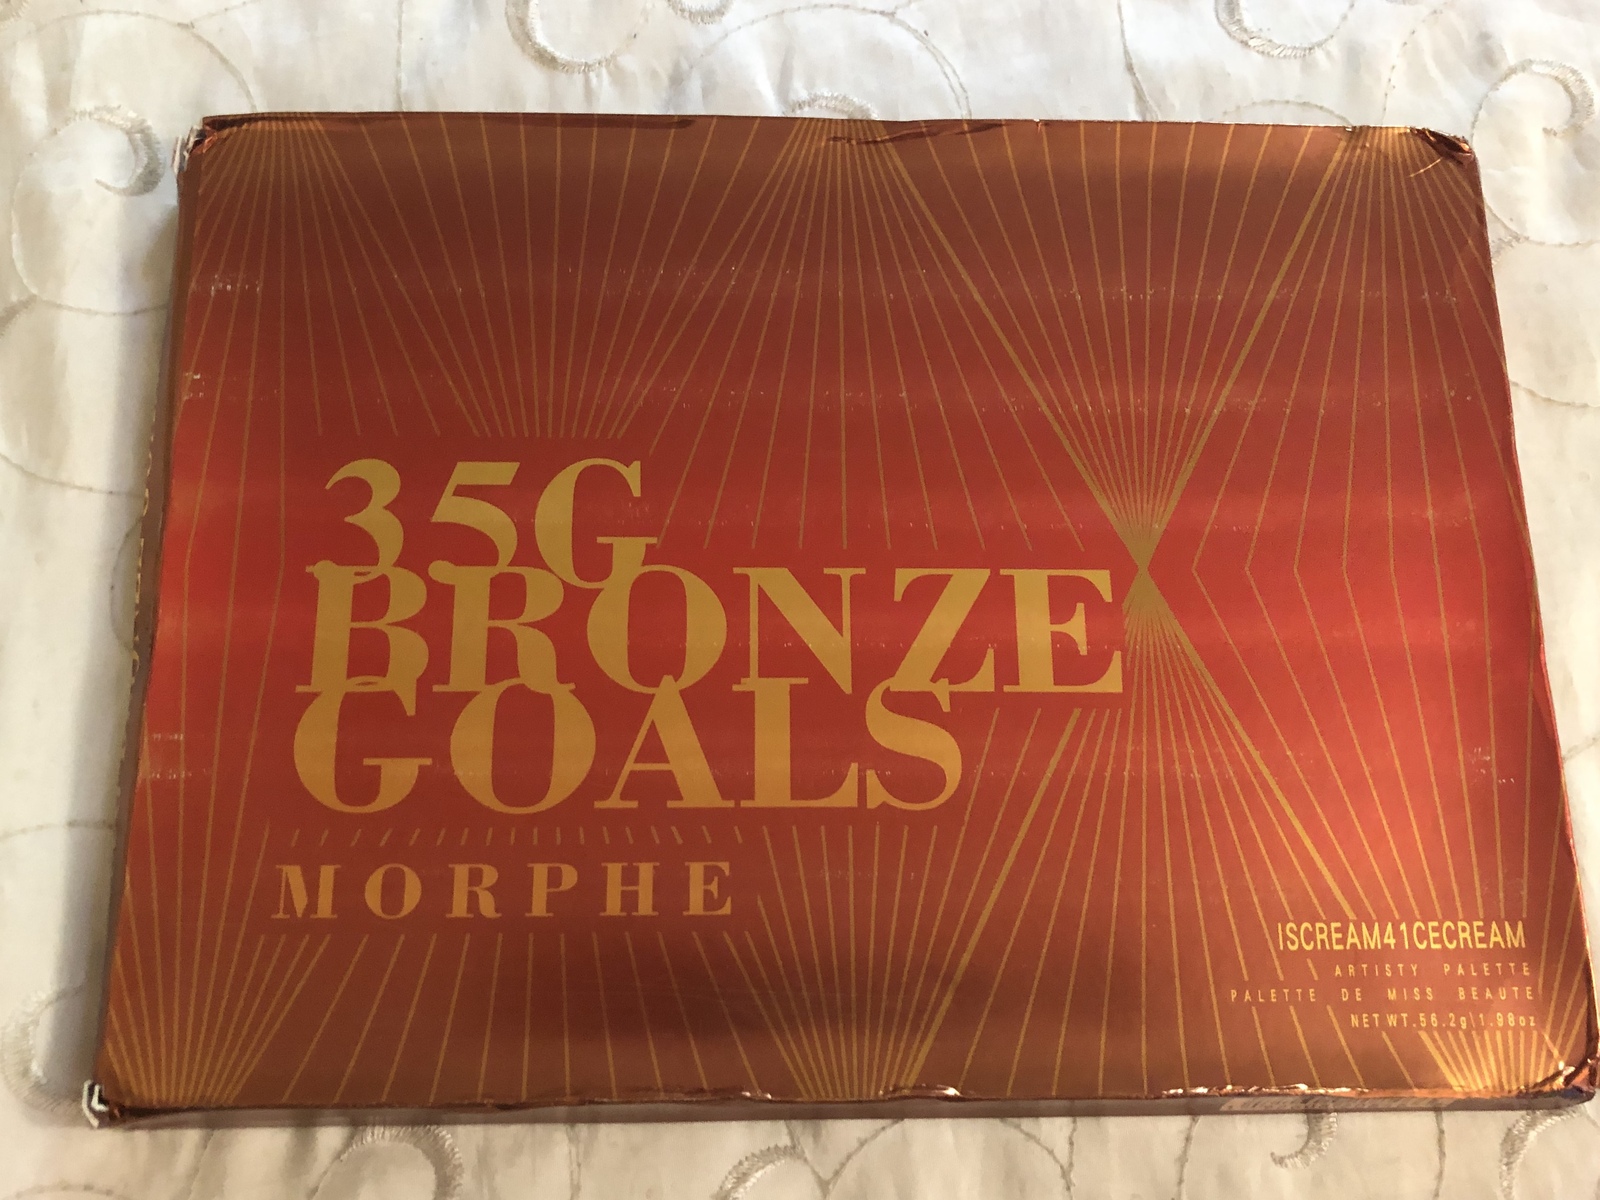 35G
BRONZE
GOALS
MORPHE
ISCREAM41CECREAM
ARTISTY PALETTE
PALETTE DE MISS BEAUTE
NET WT.56.2g|1.98oz